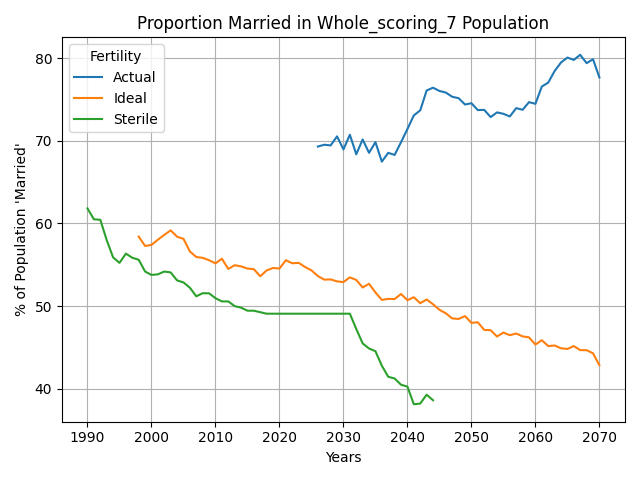 Proportion Married in Whole_scoring_7 Population
Fertility
Actual
Ideal
Sterile
% of Population 'Married'
80
70
60
50
40
1990 2000 2010 2020 2030 2040 2050 2060 2070
Years